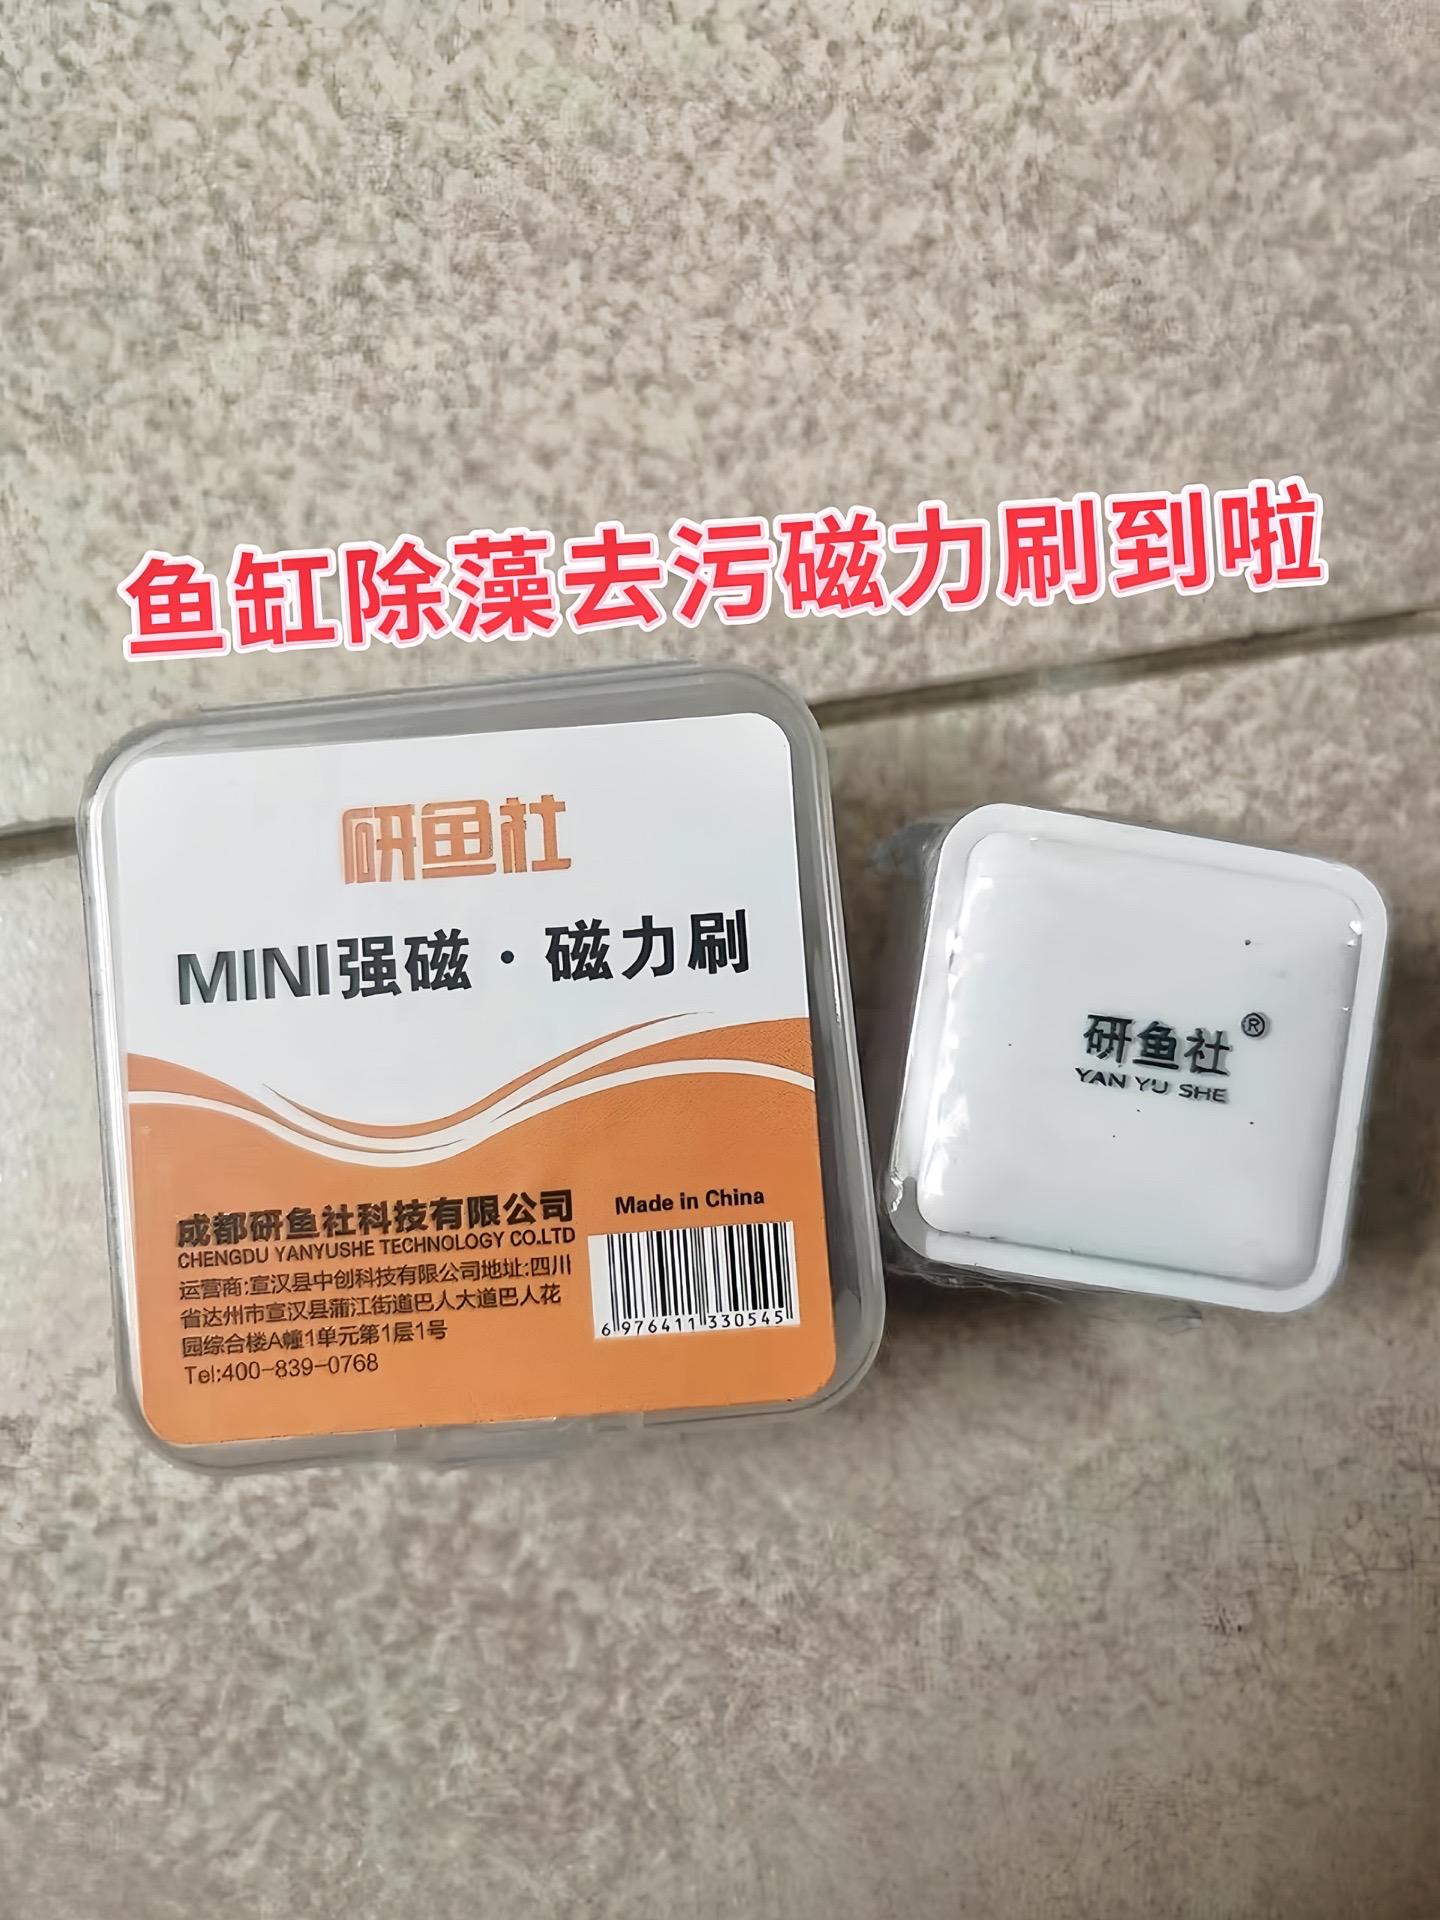 鱼缸除藻去污磁力刷到啦
研鱼社
MINI强磁·磁力刷
成都研鱼社科技有限公司
CHENGDU YANYUSHE TECHNOLOGY CO.LTD
运营商:宣汉县中创科技有限公司地址:四川
省达州市宣汉县蒲江街道巴人大道巴人花
园综合楼A幢1单元第1层1号
Tel:400-839-0768
Made in China
6 976411 330545
研鱼社®
YAN YU SHE